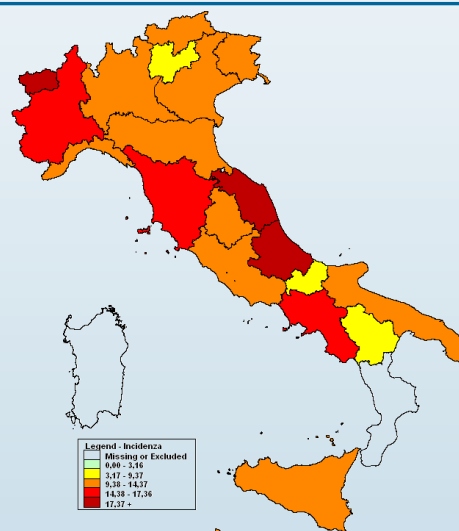 Legend - Incidenza
Missing or Excluded
0,00 - 3,16
3,17 - 9,37
9,38 - 14,37
14,38 - 17,36
17,37 +